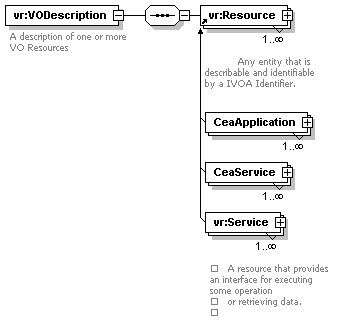 vr:VODescription
vr:Resource
1..∞
A description of one or more
VO Resources
Any entity that is
describable and identifiable
by a IVOA Identifier.
CeaApplication
1..∞
CeaService
1..∞
vr:Service
1..∞
A resource that provides
an interface for executing
some operation
or retrieving data.